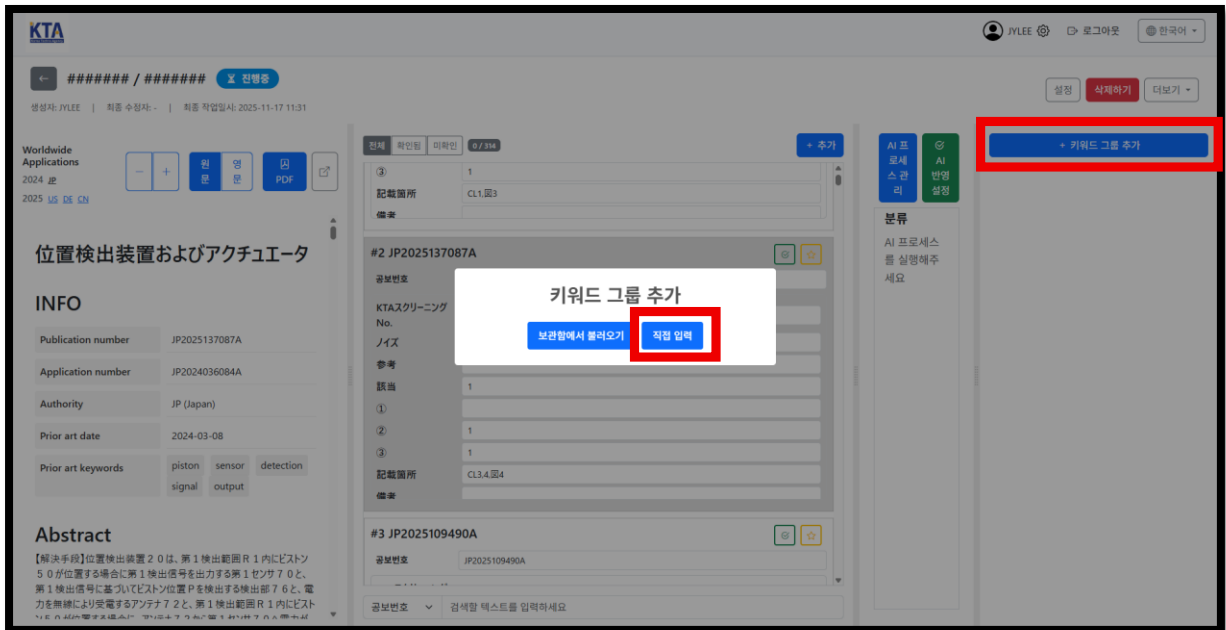 KTA
JYLEE
로그아웃
한국어
####### / #######
진행중
생성자: JYLEE | 최종 수정자: - | 최종 작업일시: 2025-11-17 11:31
설정
삭제하기
더보기
Worldwide
Applications
2024 JP
2025 US DE CN
− +
원
문
영
문
PDF
位置検出装置およびアクチュエータ
INFO
Publication number JP2025137087A
Application number JP2024036084A
Authority JP (Japan)
Prior art date 2024-03-08
Prior art keywords piston sensor detection
signal output
Abstract
【解決手段】位置検出装置２０は、第１検出範囲Ｒ１内にピストン
５０が位置する場合に第１検出信号を出力する第１センサ７０と、
第１検出信号に基づいてピストン位置Ｐを検出する検出部７６と、電
力を無線により受電するアンテナ７２と、第１検出範囲Ｒ１内にピスト
전체 확인됨 미확인 0 / 314
+ 추가
③ 1
記載箇所 CL1,図3
備考
#2 JP2025137087A
공보번호
KTAスクリーニング
No.
ノイズ
参考
該当 1
①
② 1
③ 1
記載箇所 CL3,4,図4
備考
#3 JP2025109490A
공보번호 JP2025109490A
공보번호 검색할 텍스트를 입력하세요
키워드 그룹 추가
보관함에서 불러오기
직접 입력
AI 프
로세
스 관
리
AI
반영
설정
분류
AI 프로세스
를 실행해주
세요
+ 키워드 그룹 추가